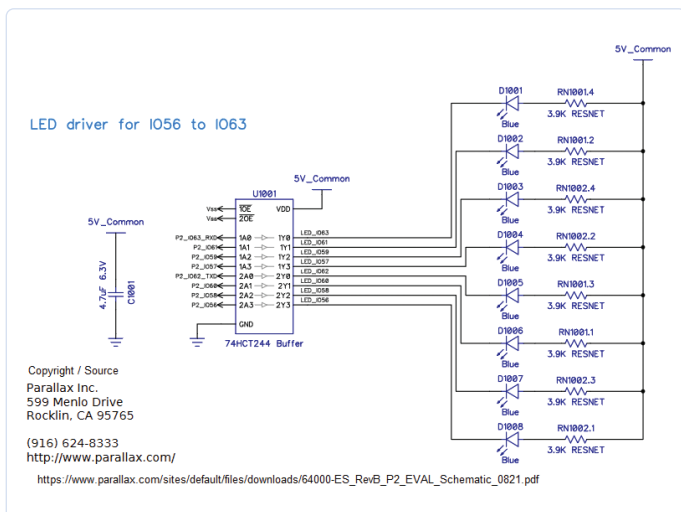 5V_Common
D1001
RN1001.4
Blue
3.9K RESNET
LED driver for IO56 to IO63
D1002
RN1001.2
Blue
3.9K RESNET
5V_Common
U1001
D1003
RN1002.4
Blue
3.9K RESNET
Vss 1OE VDD
Vss 2OE
5V_Common
P2_IO63_RXD 1A0 1Y0 LED_IO63
P2_IO61 1A1 1Y1 LED_IO61
P2_IO59 1A2 1Y2 LED_IO59
P2_IO57 1A3 1Y3 LED_IO57
P2_IO62_TXD 2A0 2Y0 LED_IO62
P2_IO60 2A1 2Y1 LED_IO60
P2_IO58 2A2 2Y2 LED_IO58
P2_IO56 2A3 2Y3 LED_IO56
GND
74HCT244 Buffer
4.7uF 6.3V
C1001
D1004
RN1002.2
Blue
3.9K RESNET
D1005
RN1001.3
Blue
3.9K RESNET
D1006
RN1001.1
Blue
3.9K RESNET
D1007
RN1002.3
Blue
3.9K RESNET
D1008
RN1002.1
Blue
3.9K RESNET
Copyright / Source
Parallax Inc.
599 Menlo Drive
Rocklin, CA 95765
(916) 624-8333
http://www.parallax.com/
https://www.parallax.com/sites/default/files/downloads/64000-ES_RevB_P2_EVAL_Schematic_0821.pdf